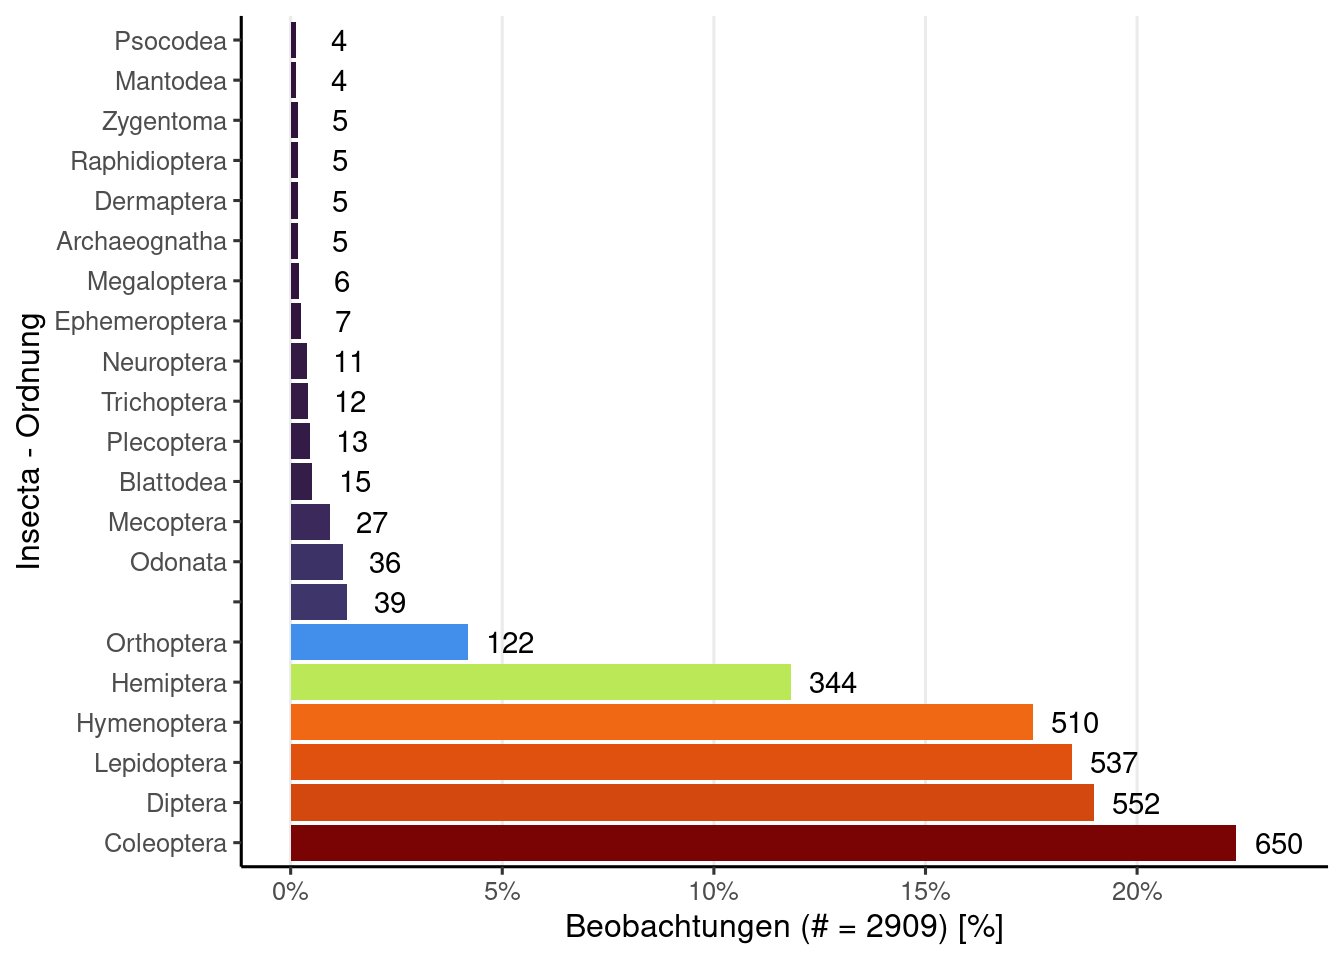 Insecta - Ordnung
Psocodea 4
Mantodea 4
Zygentoma 5
Raphidioptera 5
Dermaptera 5
Archaeognatha 5
Megaloptera 6
Ephemeroptera 7
Neuroptera 11
Trichoptera 12
Plecoptera 13
Blattodea 15
Mecoptera 27
Odonata 36
39
Orthoptera 122
Hemiptera 344
Hymenoptera 510
Lepidoptera 537
Diptera 552
Coleoptera 650
0% 5% 10% 15% 20%
Beobachtungen (# = 2909) [%]